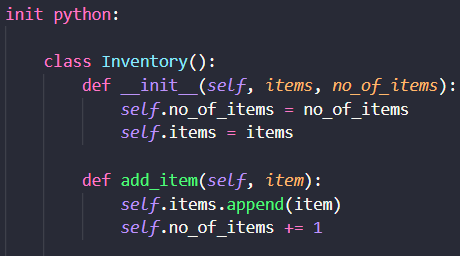 init python:
class Inventory():
def __init__(self, items, no_of_items):
self.no_of_items = no_of_items
self.items = items
def add_item(self, item):
self.items.append(item)
self.no_of_items += 1